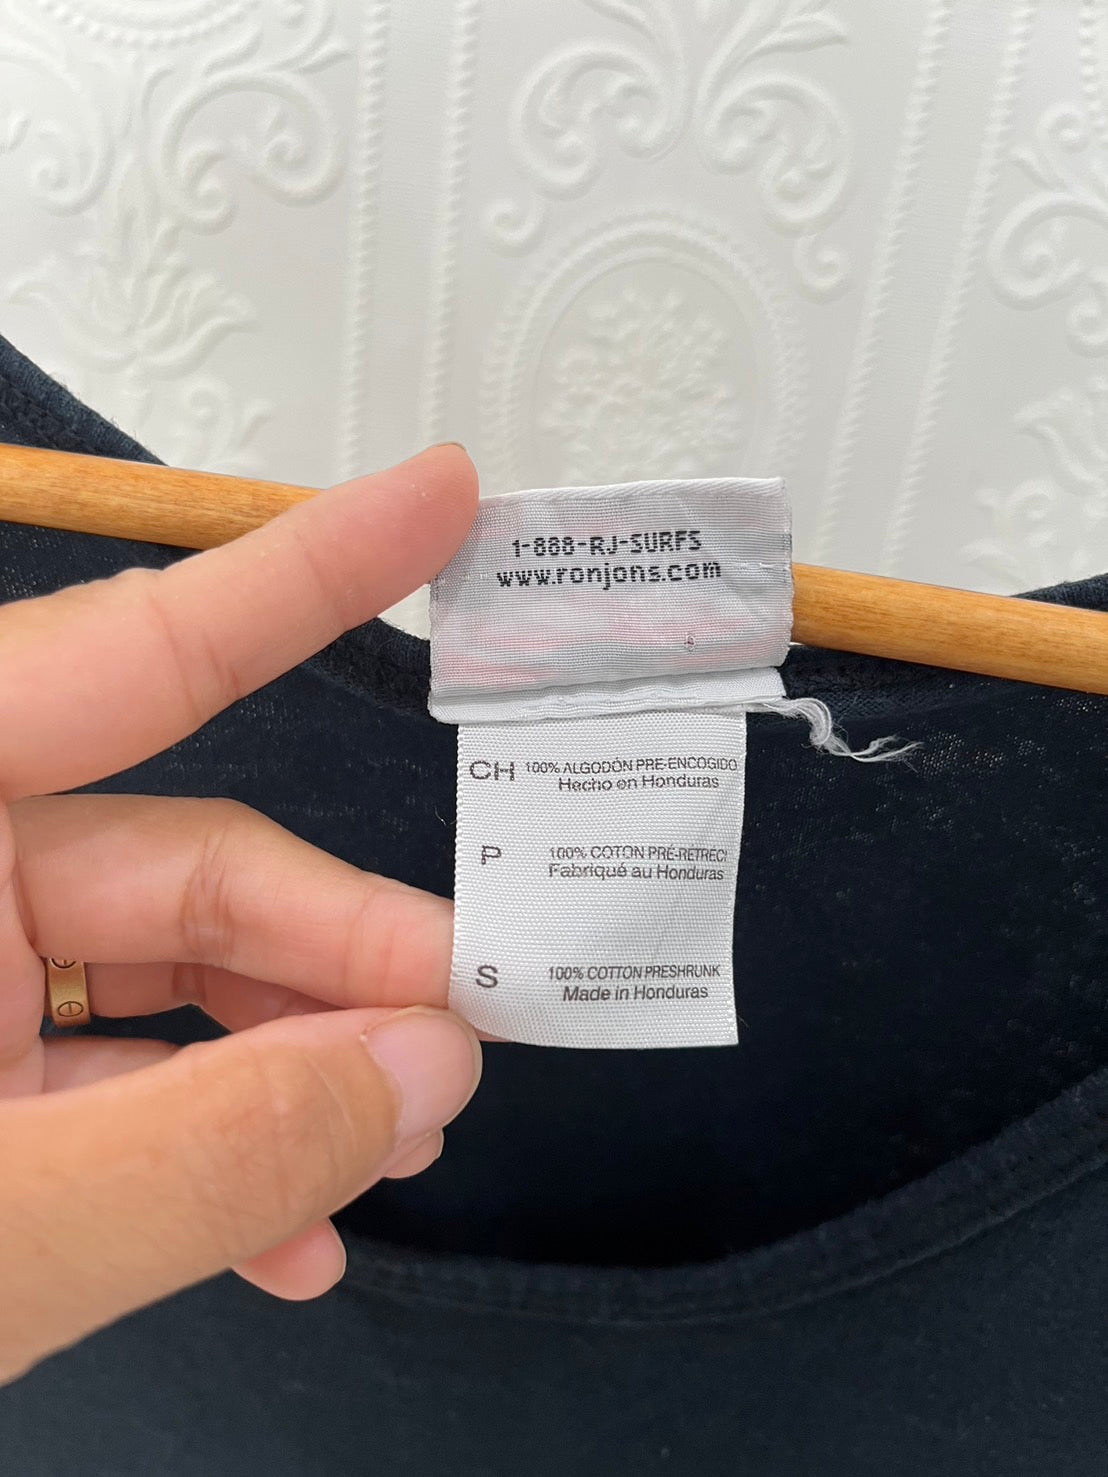 1-888-RJ-SURFS
www.ronjons.com
CH 100% ALGODÓN PRE-ENCOGIDO
Hecho en Honduras
P 100% COTON PRÉ-RÉTRÉCI
Fabriqué au Honduras
S 100% COTTON PRESHRUNK
Made in Honduras